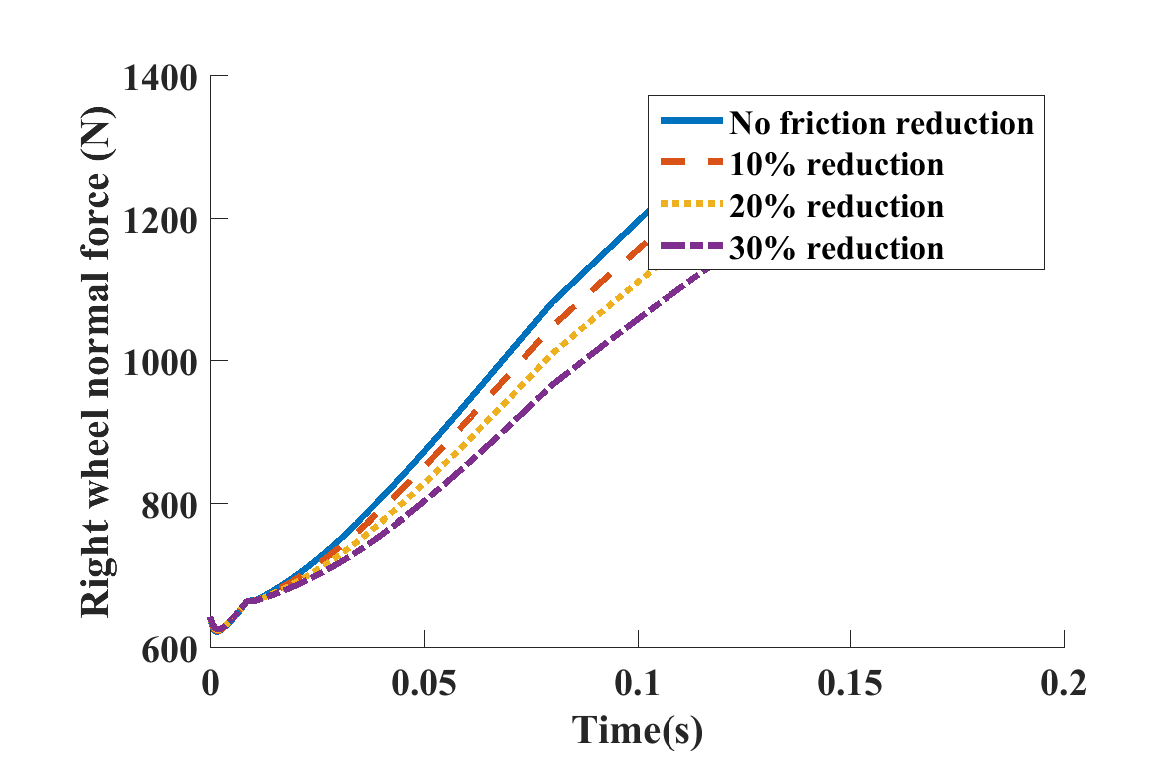 1400
1200
1000
800
600
0
0.05
0.1
0.15
0.2
Time(s)
Right wheel normal force (N)
No friction reduction
10% reduction
20% reduction
30% reduction